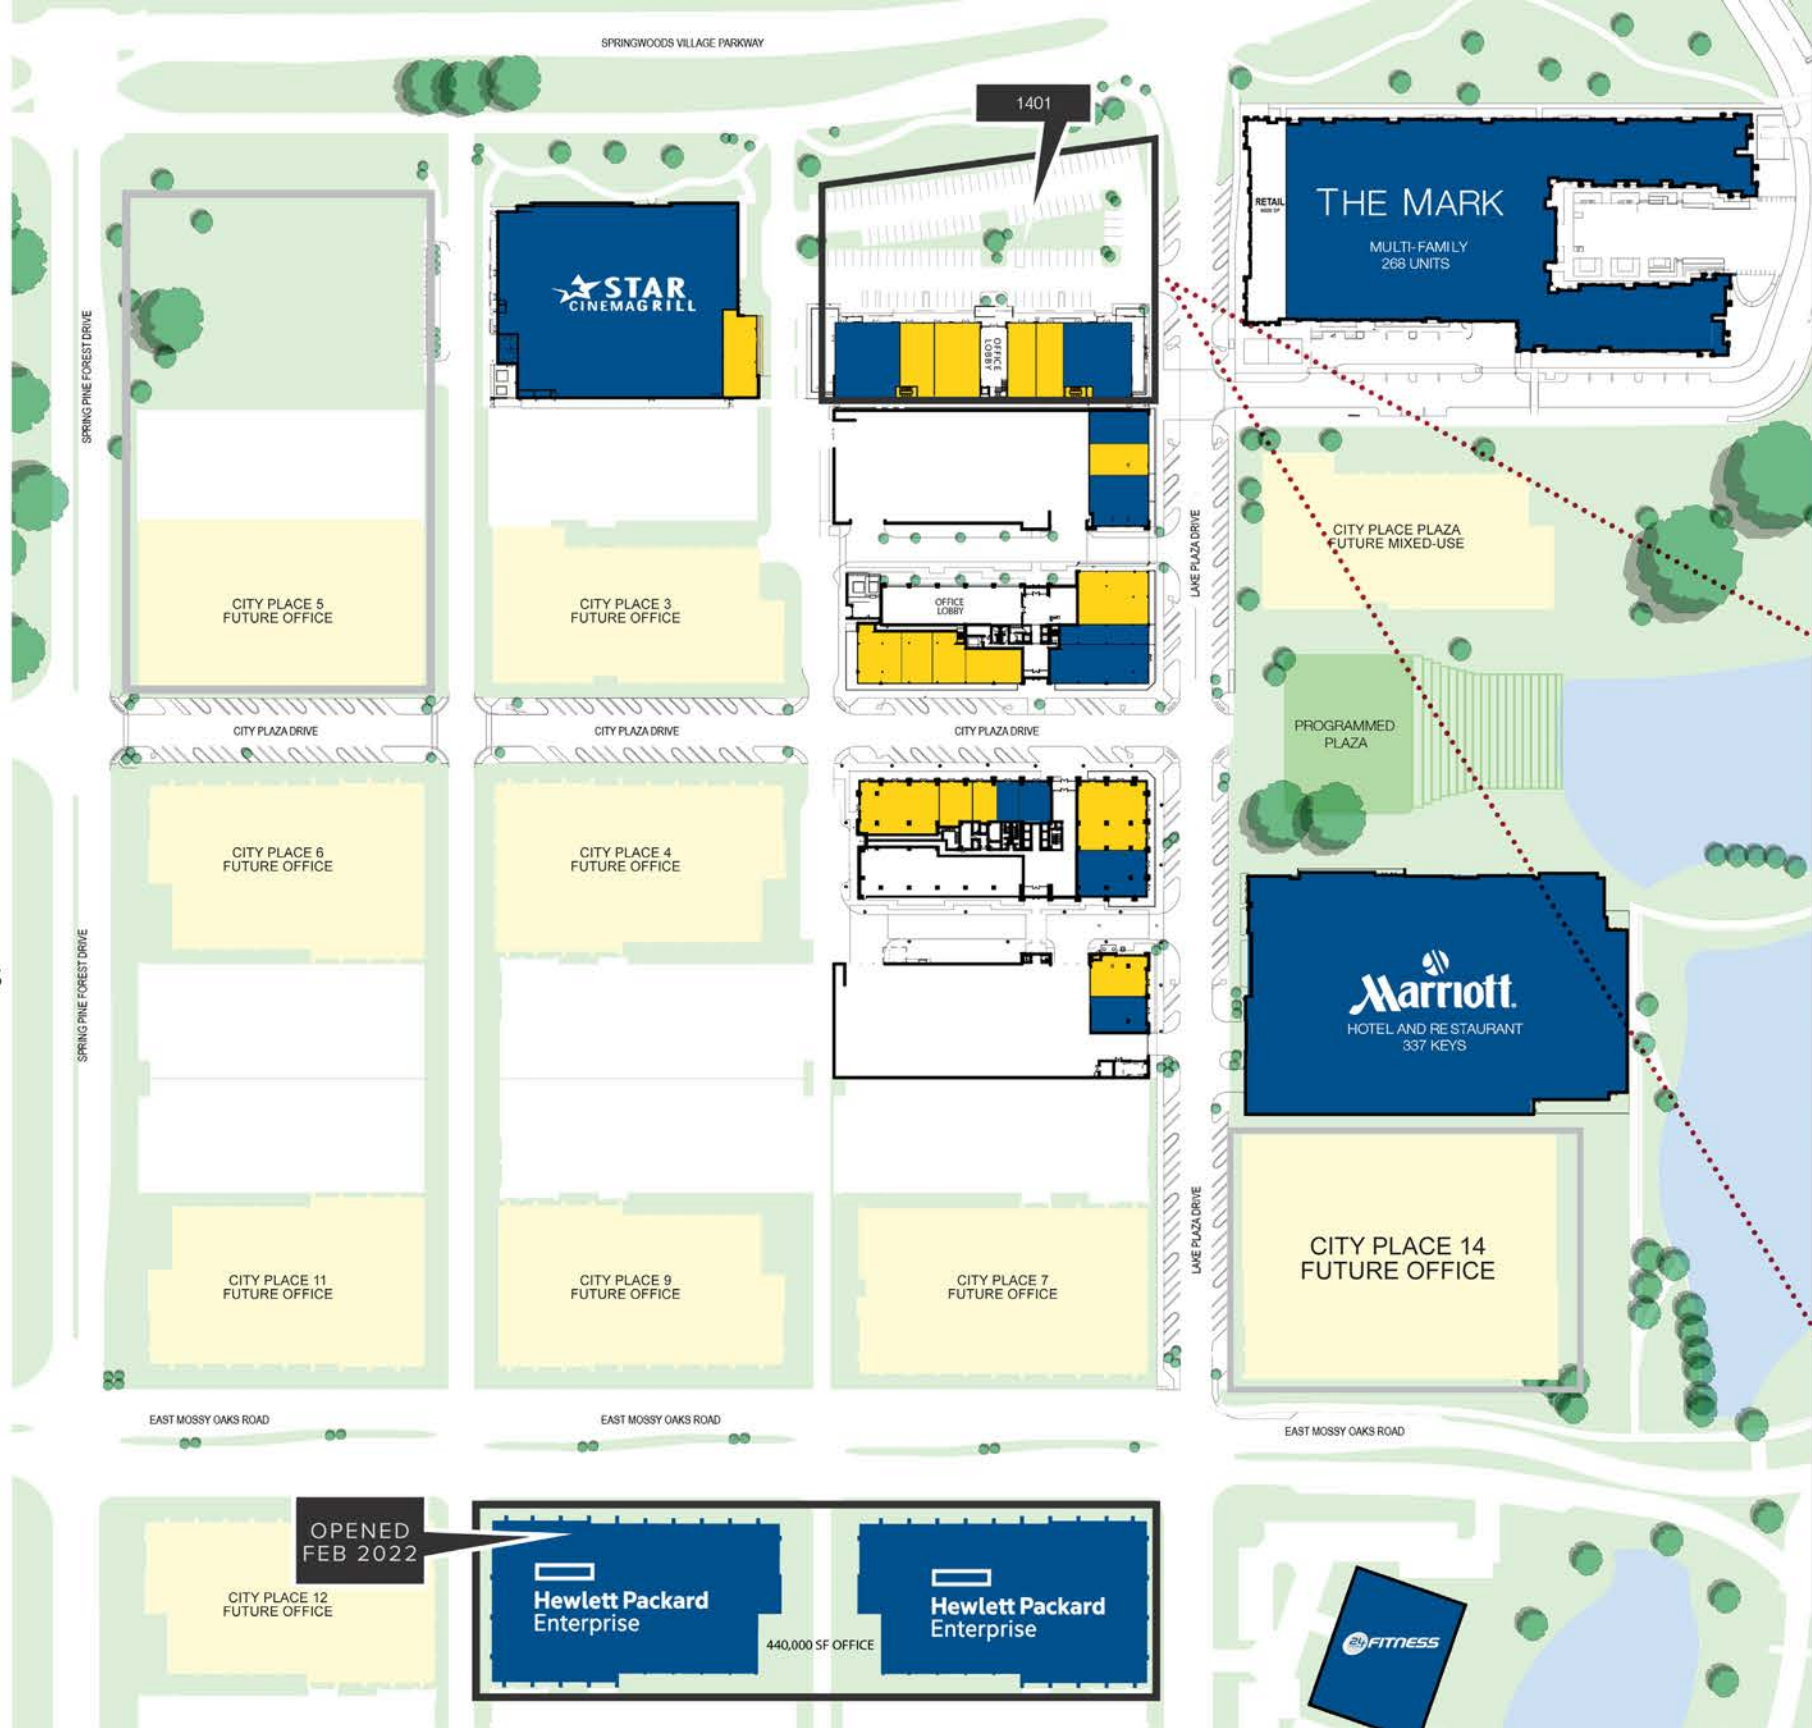 SPRINGWOODS VILLAGE PARKWAY
1401
RETAIL
THE MARK
MULTI-FAMILY
268 UNITS
STAR
CINEMAGRILL
OFFICE
LOBBY
SPRING PINE FOREST DRIVE
LAKE PLAZA DRIVE
CITY PLACE PLAZA
FUTURE MIXED-USE
CITY PLACE 5
FUTURE OFFICE
CITY PLACE 3
FUTURE OFFICE
OFFICE
LOBBY
PROGRAMMED
PLAZA
CITY PLAZA DRIVE
CITY PLAZA DRIVE
CITY PLAZA DRIVE
CITY PLACE 6
FUTURE OFFICE
CITY PLACE 4
FUTURE OFFICE
SPRING PINE FOREST DRIVE
Marriott
HOTEL AND RESTAURANT
337 KEYS
LAKE PLAZA DRIVE
CITY PLACE 14
FUTURE OFFICE
CITY PLACE 11
FUTURE OFFICE
CITY PLACE 9
FUTURE OFFICE
CITY PLACE 7
FUTURE OFFICE
EAST MOSSY OAKS ROAD
EAST MOSSY OAKS ROAD
EAST MOSSY OAKS ROAD
OPENED
FEB 2022
CITY PLACE 12
FUTURE OFFICE
Hewlett Packard
Enterprise
440,000 SF OFFICE
Hewlett Packard
Enterprise
24 FITNESS